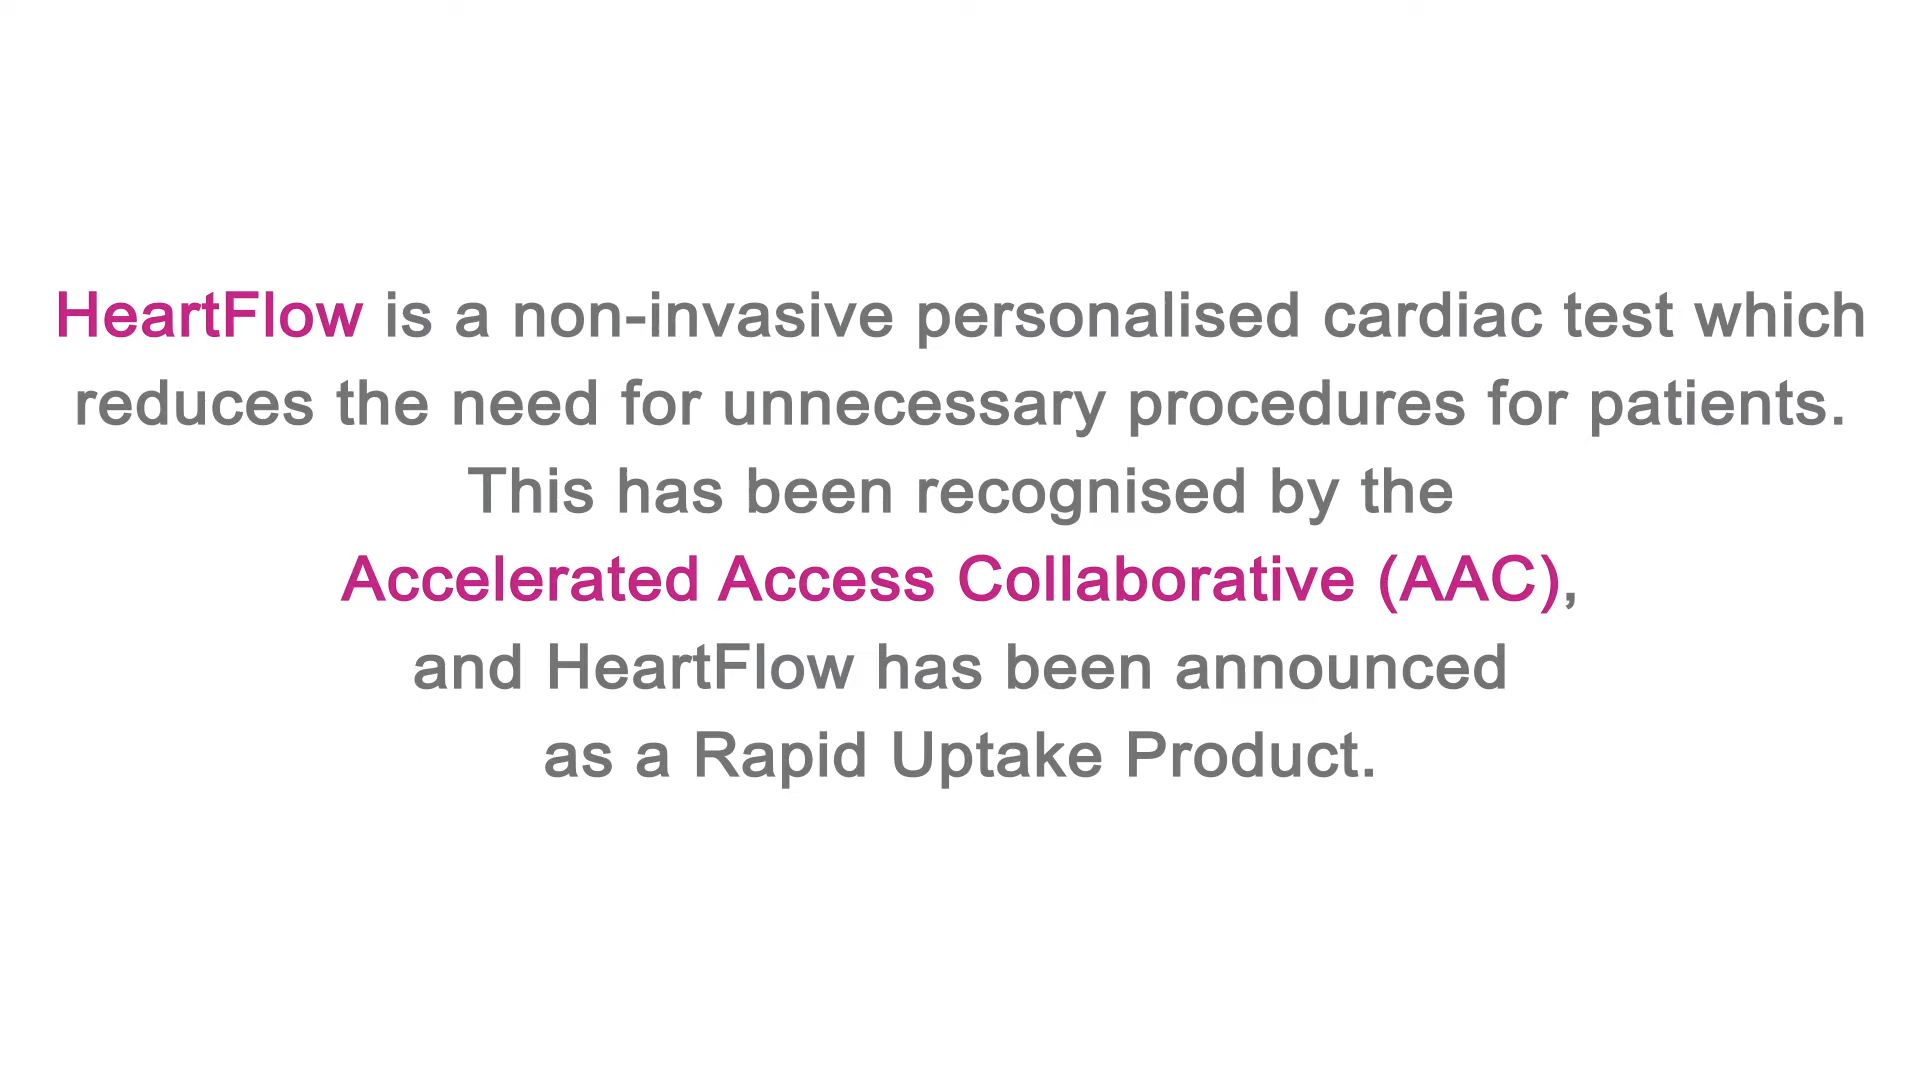 HeartFlow is a non-invasive personalised cardiac test which
reduces the need for unnecessary procedures for patients.
This has been recognised by the
Accelerated Access Collaborative (AAC),
and HeartFlow has been announced
as a Rapid Uptake Product.